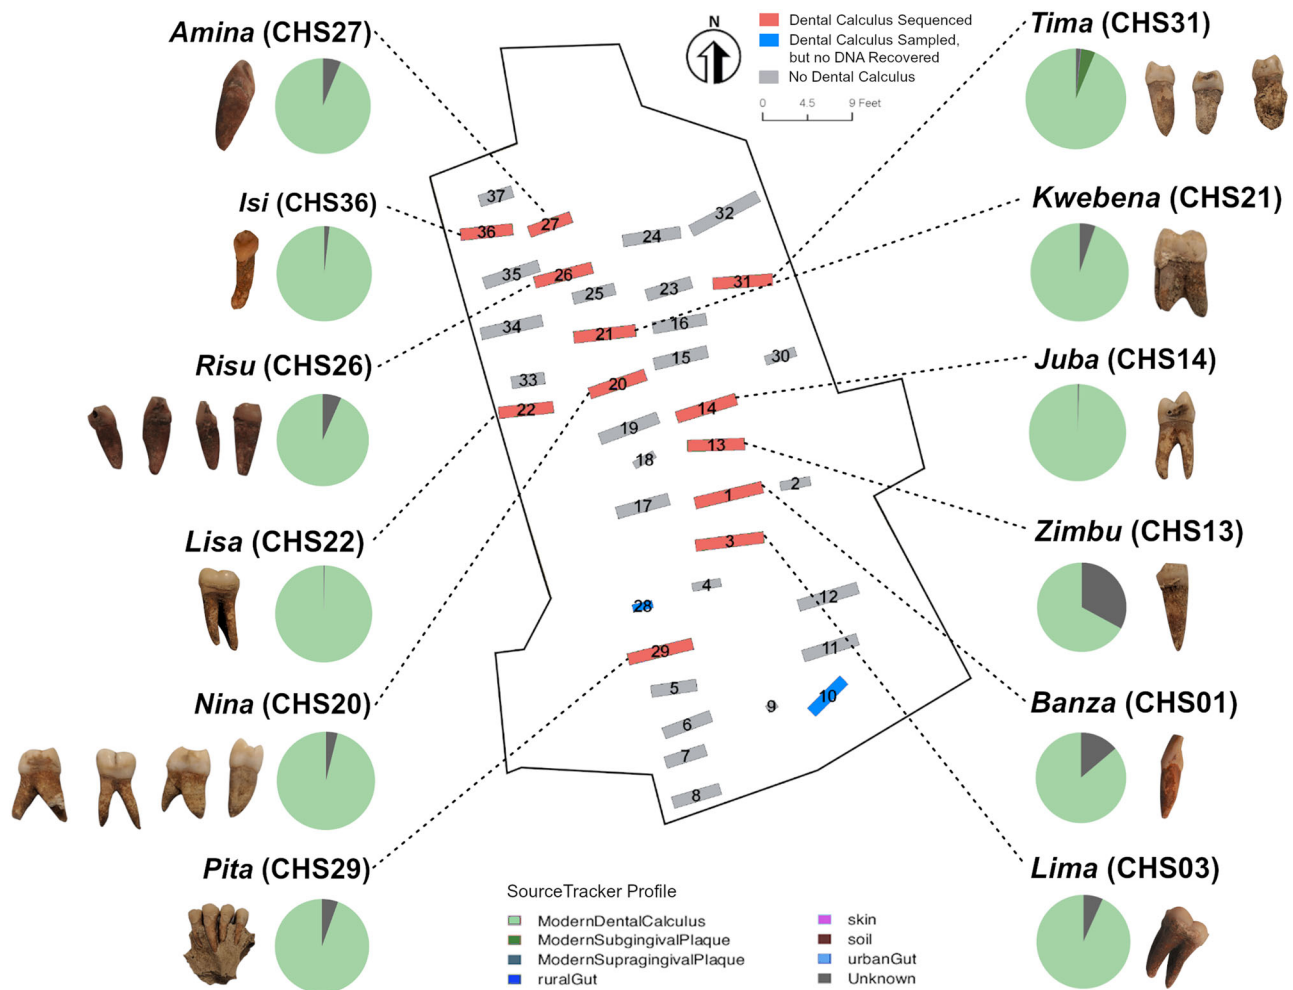 Amina (CHS27)
Isi (CHS36)
Risu (CHS26)
Lisa (CHS22)
Nina (CHS20)
Pita (CHS29)
N
Dental Calculus Sequenced
Dental Calculus Sampled,
but no DNA Recovered
No Dental Calculus
0 4.5 9 Feet
Tima (CHS31)
Kwebena (CHS21)
Juba (CHS14)
Zimbu (CHS13)
Banza (CHS01)
Lima (CHS03)
37
32
27
36
24
35
26
31
25
23
34
21
16
15
30
33
20
22
14
19
13
18
2
1
17
3
4
12
28
29
11
5
10
9
6
7
8
SourceTracker Profile
ModernDentalCalculus
ModernSubgingivalPlaque
ModernSupragingivalPlaque
ruralGut
skin
soil
urbanGut
Unknown